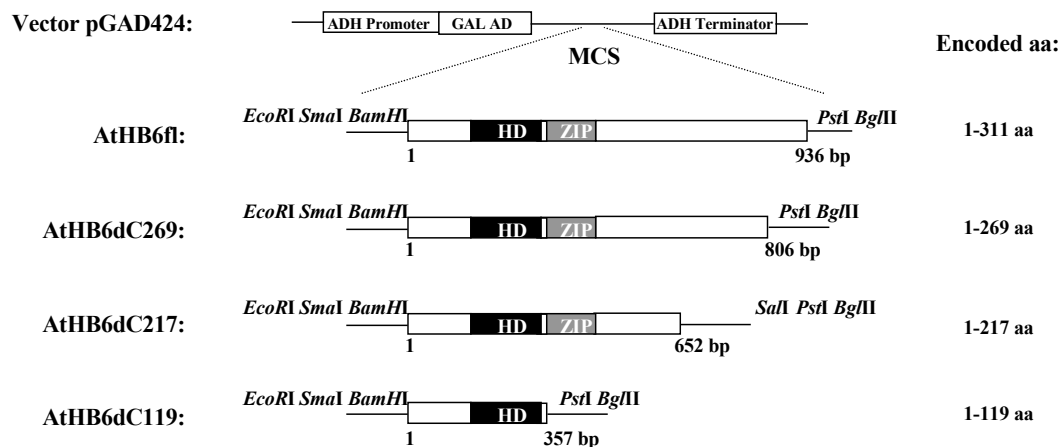 Vector pGAD424: ADH Promoter GAL AD ADH Terminator
Encoded aa:
MCS
EcoRI SmaI BamHI PstI BglII
AtHB6fl: HD ZIP 1-311 aa
1 936 bp
EcoRI SmaI BamHI PstI BglII
AtHB6dC269: HD ZIP 1-269 aa
1 806 bp
EcoRI SmaI BamHI SalI PstI BglII
AtHB6dC217: HD ZIP 1-217 aa
1 652 bp
EcoRI SmaI BamHI PstI BglII
AtHB6dC119: HD 1-119 aa
1 357 bp